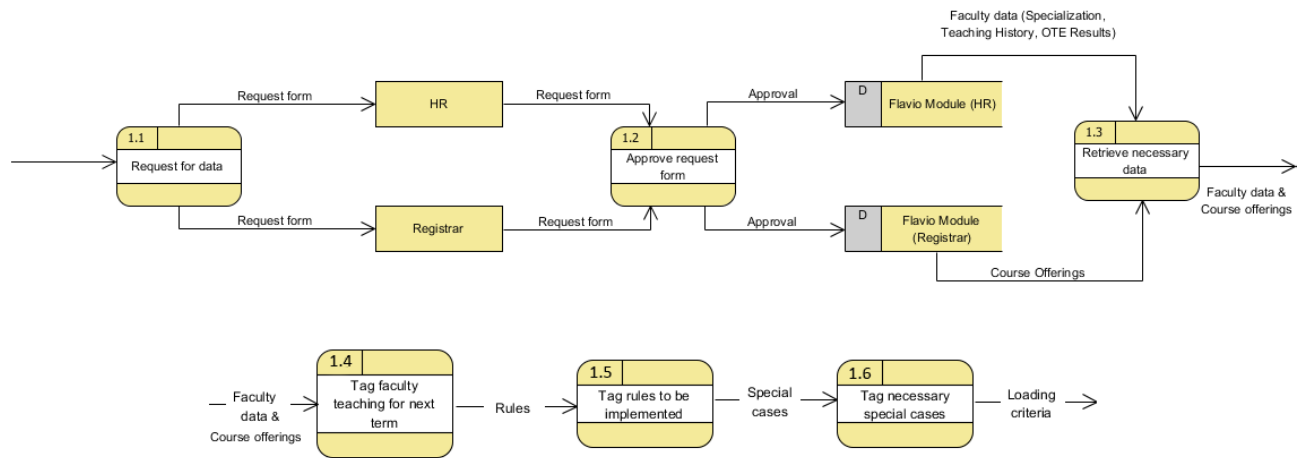 Faculty data (Specialization,
Teaching History, OTE Results)
Request form
HR
Request form
Approval
D
Flavio Module (HR)
1.1
Request for data
1.2
Approve request
form
1.3
Retrieve necessary
data
Faculty data &
Course offerings
Request form
Registrar
Request form
Approval
D
Flavio Module
(Registrar)
Course Offerings
1.4
Tag faculty
teaching for next
term
Faculty
data &
Course offerings
Rules
1.5
Tag rules to be
implemented
Special
cases
1.6
Tag necessary
special cases
Loading
criteria